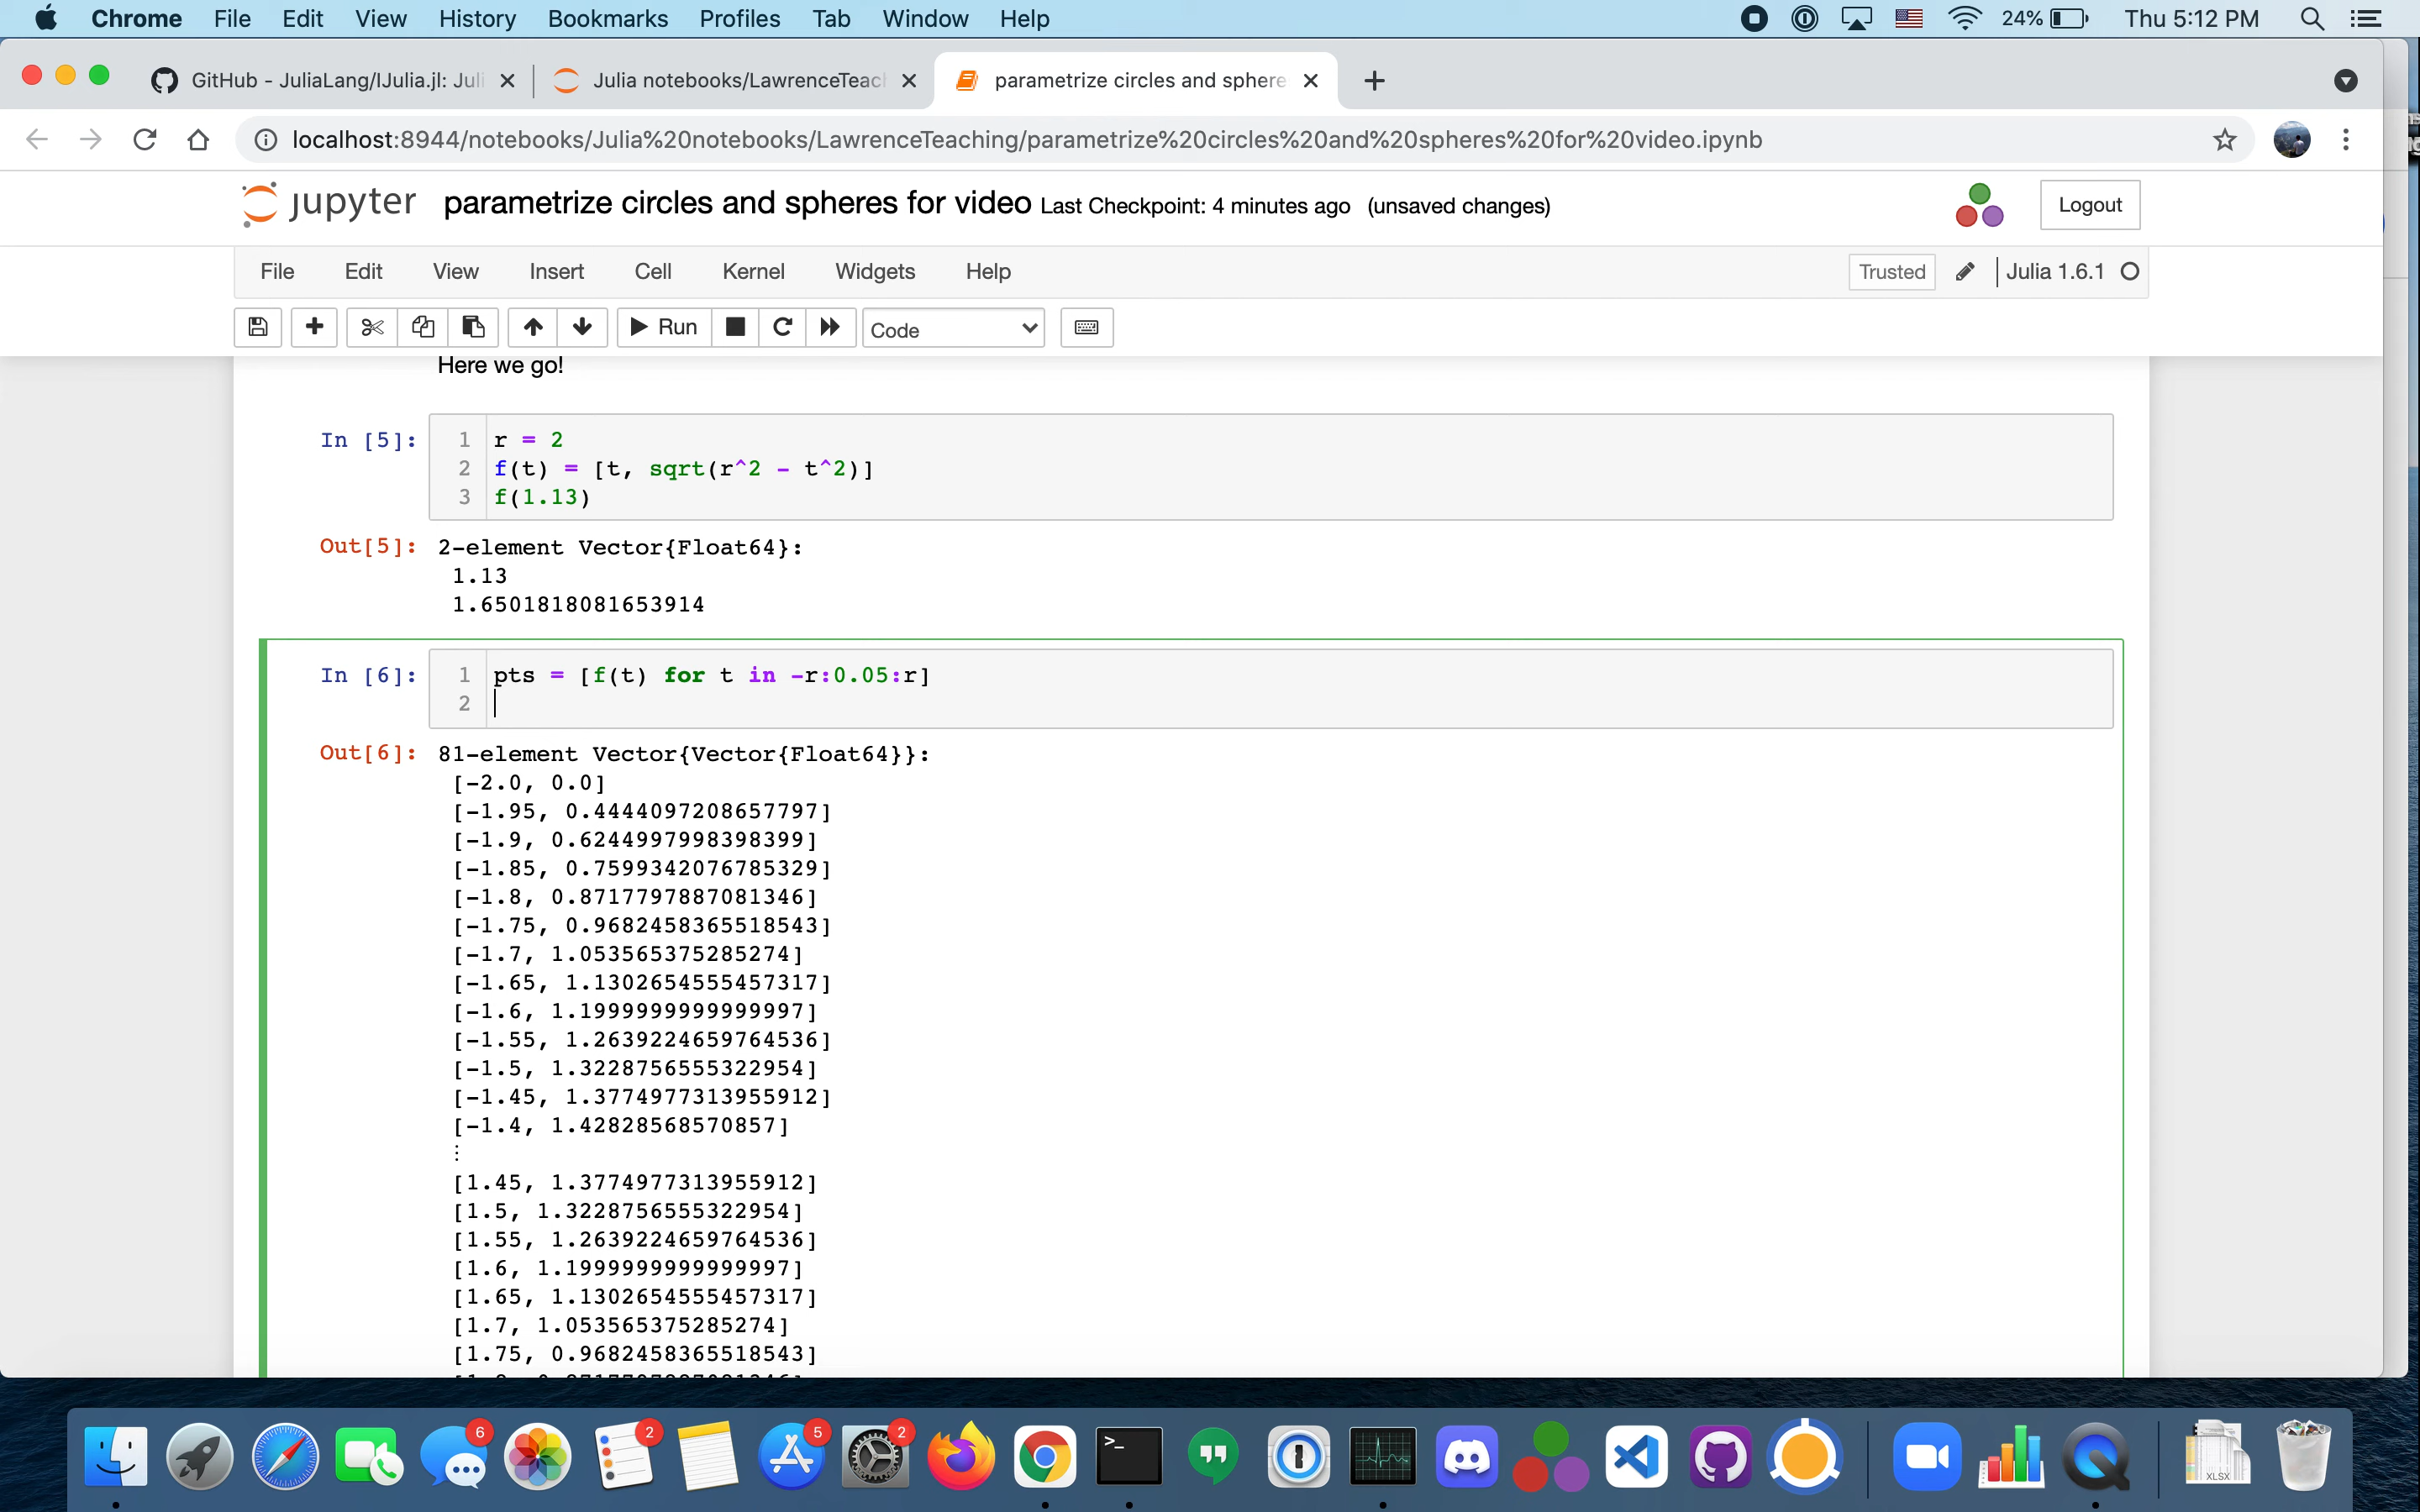 Chrome File Edit View History Bookmarks Profiles Tab Window Help 24% Thu 5:12 PM
GitHub - JuliaLang/IJulia.jl: Juli Julia notebooks/LawrenceTeach parametrize circles and sphere
localhost:8944/notebooks/Julia%20notebooks/LawrenceTeaching/parametrize%20circles%20and%20spheres%20for%20video.ipynb
jupyter parametrize circles and spheres for video Last Checkpoint: 4 minutes ago (unsaved changes) Logout
File Edit View Insert Cell Kernel Widgets Help Trusted Julia 1.6.1
Run Code
Here we go!
In [5]: 1 r = 2
2 f(t) = [t, sqrt(r^2 - t^2)]
3 f(1.13)
Out[5]: 2-element Vector{Float64}:
1.13
1.6501818081653914
In [6]: 1 pts = [f(t) for t in -r:0.05:r]
2
Out[6]: 81-element Vector{Vector{Float64}}:
[-2.0, 0.0]
[-1.95, 0.4444097208657797]
[-1.9, 0.6244997998398399]
[-1.85, 0.7599342076785329]
[-1.8, 0.8717797887081346]
[-1.75, 0.9682458365518543]
[-1.7, 1.053565375285274]
[-1.65, 1.1302654555457317]
[-1.6, 1.1999999999999997]
[-1.55, 1.2639224659764536]
[-1.5, 1.3228756555322954]
[-1.45, 1.3774977313955912]
[-1.4, 1.42828568570857]
⋮
[1.45, 1.3774977313955912]
[1.5, 1.3228756555322954]
[1.55, 1.2639224659764536]
[1.6, 1.1999999999999997]
[1.65, 1.1302654555457317]
[1.7, 1.053565375285274]
[1.75, 0.9682458365518543]
6 2 5 2 >_ XLSX